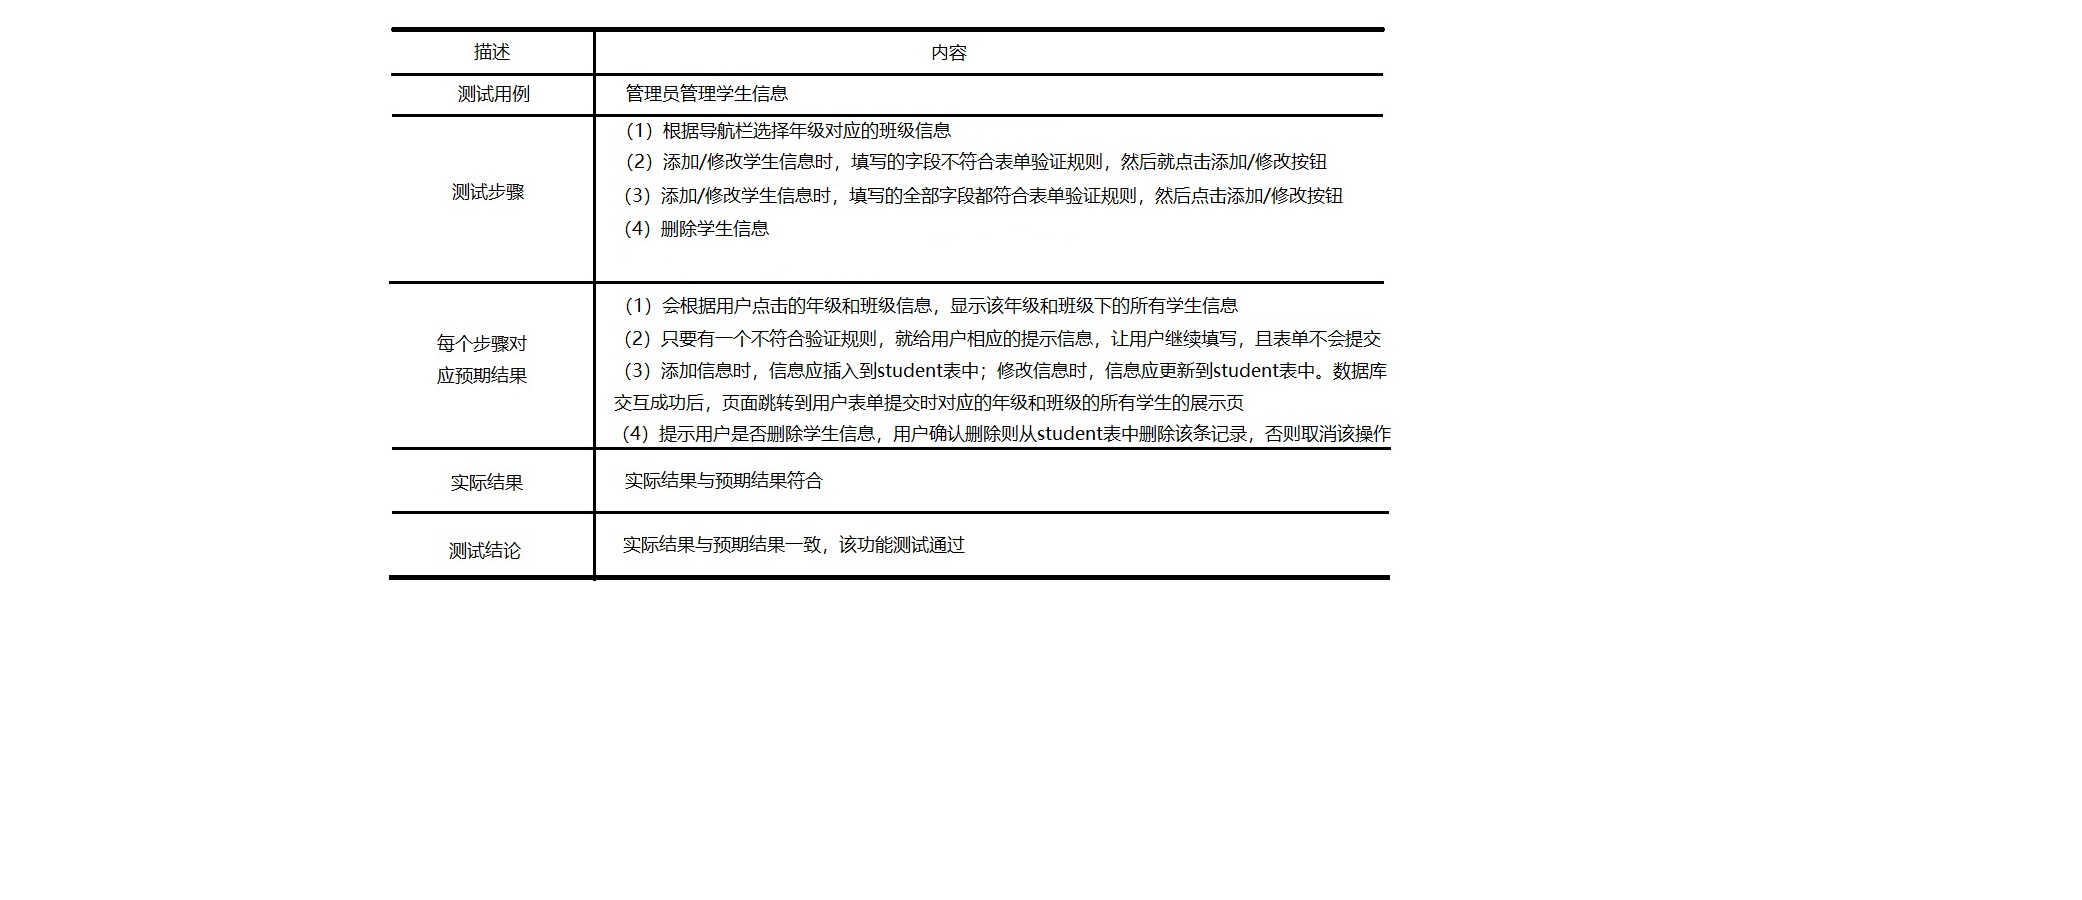 描述
内容
测试用例
管理员管理学生信息
测试步骤
（1）根据导航栏选择年级对应的班级信息
（2）添加/修改学生信息时，填写的字段不符合表单验证规则，然后就点击添加/修改按钮
（3）添加/修改学生信息时，填写的全部字段都符合表单验证规则，然后点击添加/修改按钮
（4）删除学生信息
每个步骤对
应预期结果
（1）会根据用户点击的年级和班级信息，显示该年级和班级下的所有学生信息
（2）只要有一个不符合验证规则，就给用户相应的提示信息，让用户继续填写，且表单不会提交
（3）添加信息时，信息应插入到student表中；修改信息时，信息应更新到student表中。数据库
交互成功后，页面跳转到用户表单提交时对应的年级和班级的所有学生的展示页
（4）提示用户是否删除学生信息，用户确认删除则从student表中删除该条记录，否则取消该操作
实际结果
实际结果与预期结果符合
测试结论
实际结果与预期结果一致，该功能测试通过